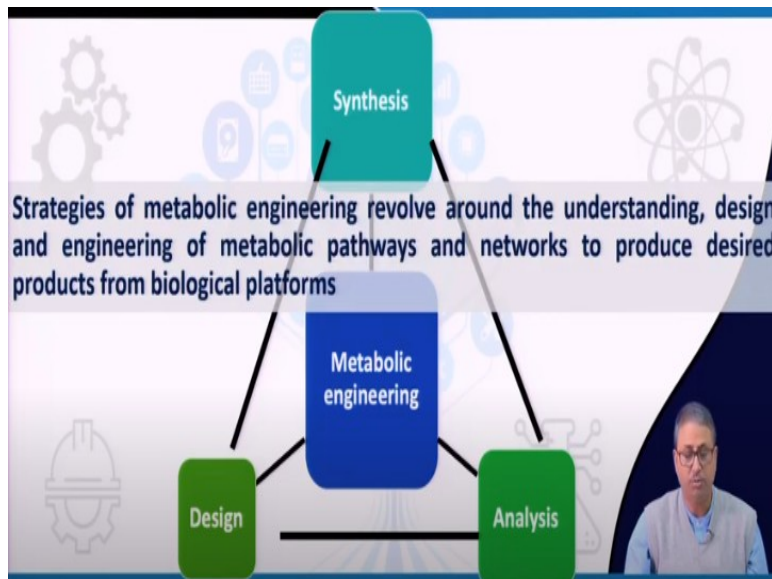 Synthesis
Strategies of metabolic engineering revolve around the understanding, design
and engineering of metabolic pathways and networks to produce desired
products from biological platforms
Metabolic
engineering
Design
Analysis